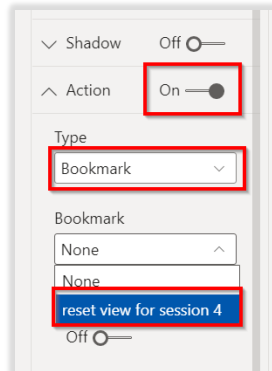 Shadow Off
Action On
Type
Bookmark
Bookmark
None
None
reset view for session 4
Off